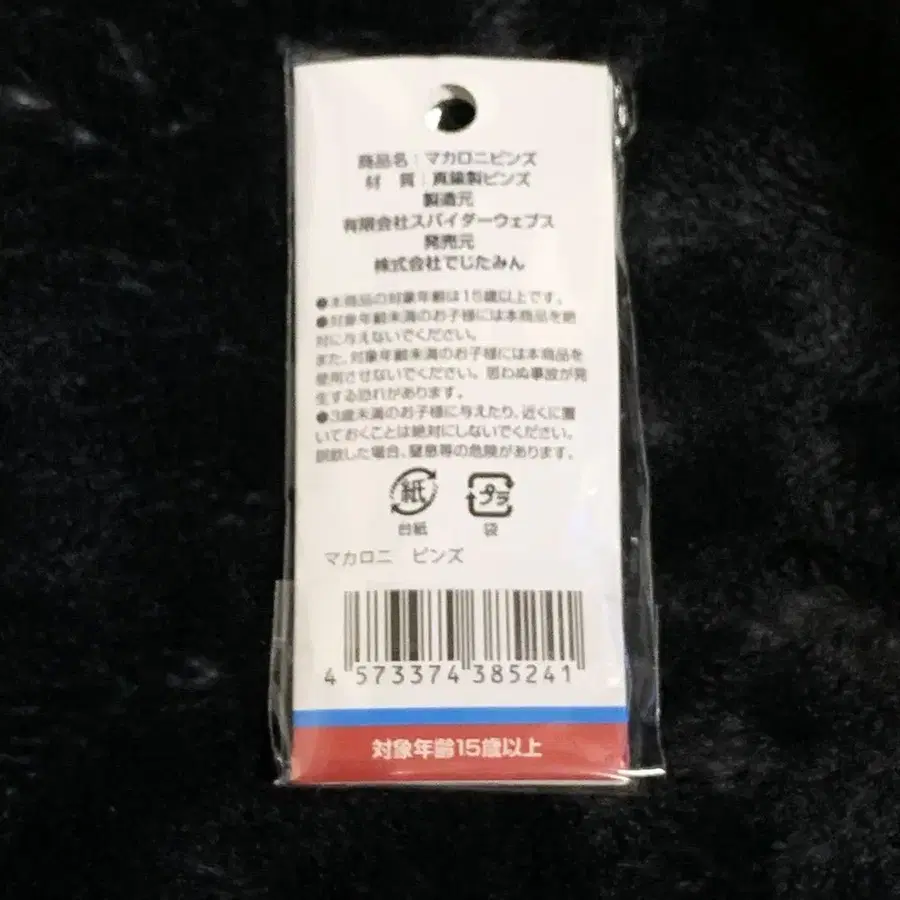 商品名：マカロニピンズ
材　質：真鍮製ピンズ
製造元
有限会社スパイダーウェブス
発売元
株式会社でじたみん
●本商品の対象年齢は15歳以上です。
●対象年齢未満のお子様には本商品を絶
対に与えないでください。
また、対象年齢未満のお子様には本商品を
使用させないでください。思わぬ事故が発
生する恐れがあります。
●3歳未満のお子様に与えたり、近くに置
いておくことは絶対にしないでください。
誤飲した場合、窒息等の危険があります。
紙 プラ
台紙 袋
マカロニ　ピンズ
4 573374 385241
対象年齢15歳以上